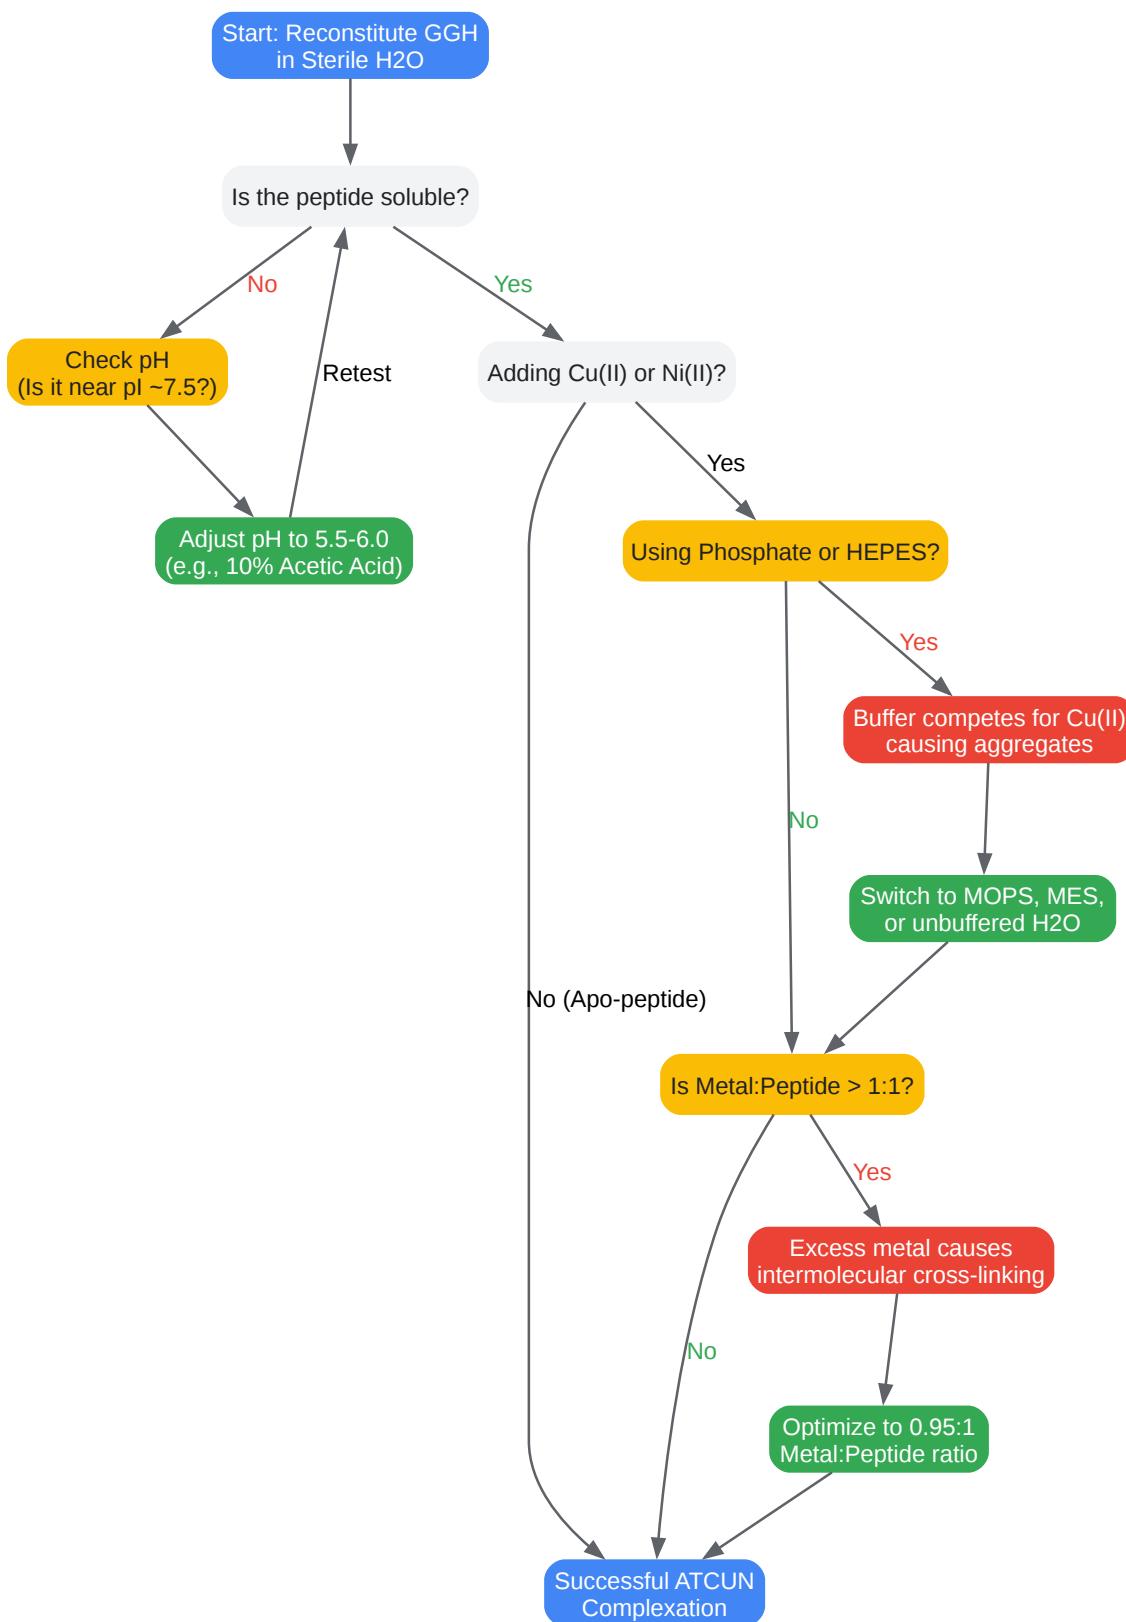 Start: Reconstitute GGH
in Sterile H2O
Is the peptide soluble?
No
Yes
Check pH
(Is it near pI ~7.5?)
Retest
Adding Cu(II) or Ni(II)?
Yes
Adjust pH to 5.5-6.0
(e.g., 10% Acetic Acid)
Using Phosphate or HEPES?
Yes
Buffer competes for Cu(II)
causing aggregates
No
Switch to MOPS, MES,
or unbuffered H2O
No (Apo-peptide)
Is Metal:Peptide > 1:1?
Yes
Excess metal causes
intermolecular cross-linking
No
Optimize to 0.95:1
Metal:Peptide ratio
Successful ATCUN
Complexation